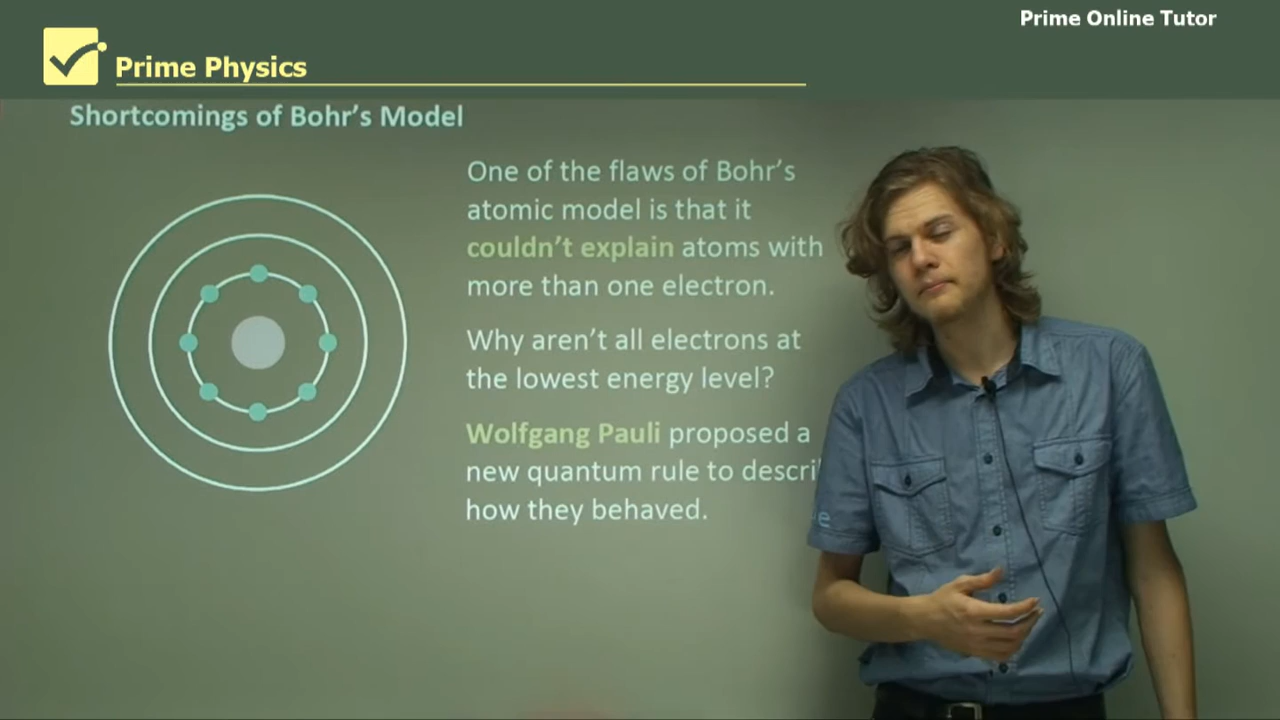 Prime Online Tutor
Prime Physics
Shortcomings of Bohr's Model
One of the flaws of Bohr's
atomic model is that it
couldn't explain atoms with
more than one electron.
Why aren't all electrons at
the lowest energy level?
Wolfgang Pauli proposed a
new quantum rule to
how they behaved.